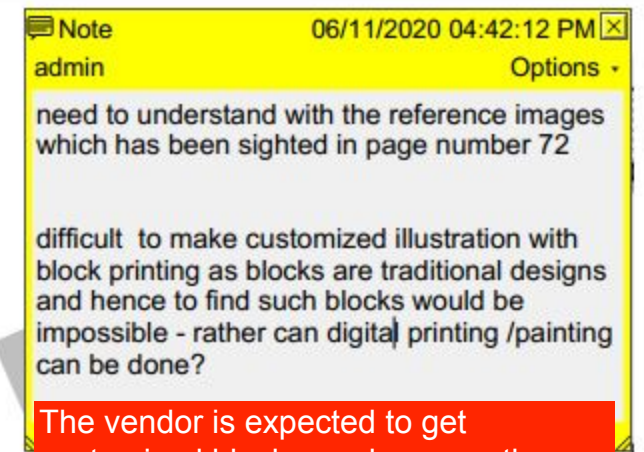 Note 06/11/2020 04:42:12 PM
admin Options
need to understand with the reference images
which has been sighted in page number 72
difficult to make customized illustration with
block printing as blocks are traditional designs
and hence to find such blocks would be
impossible - rather can digital printing /painting
can be done?
The vendor is expected to get